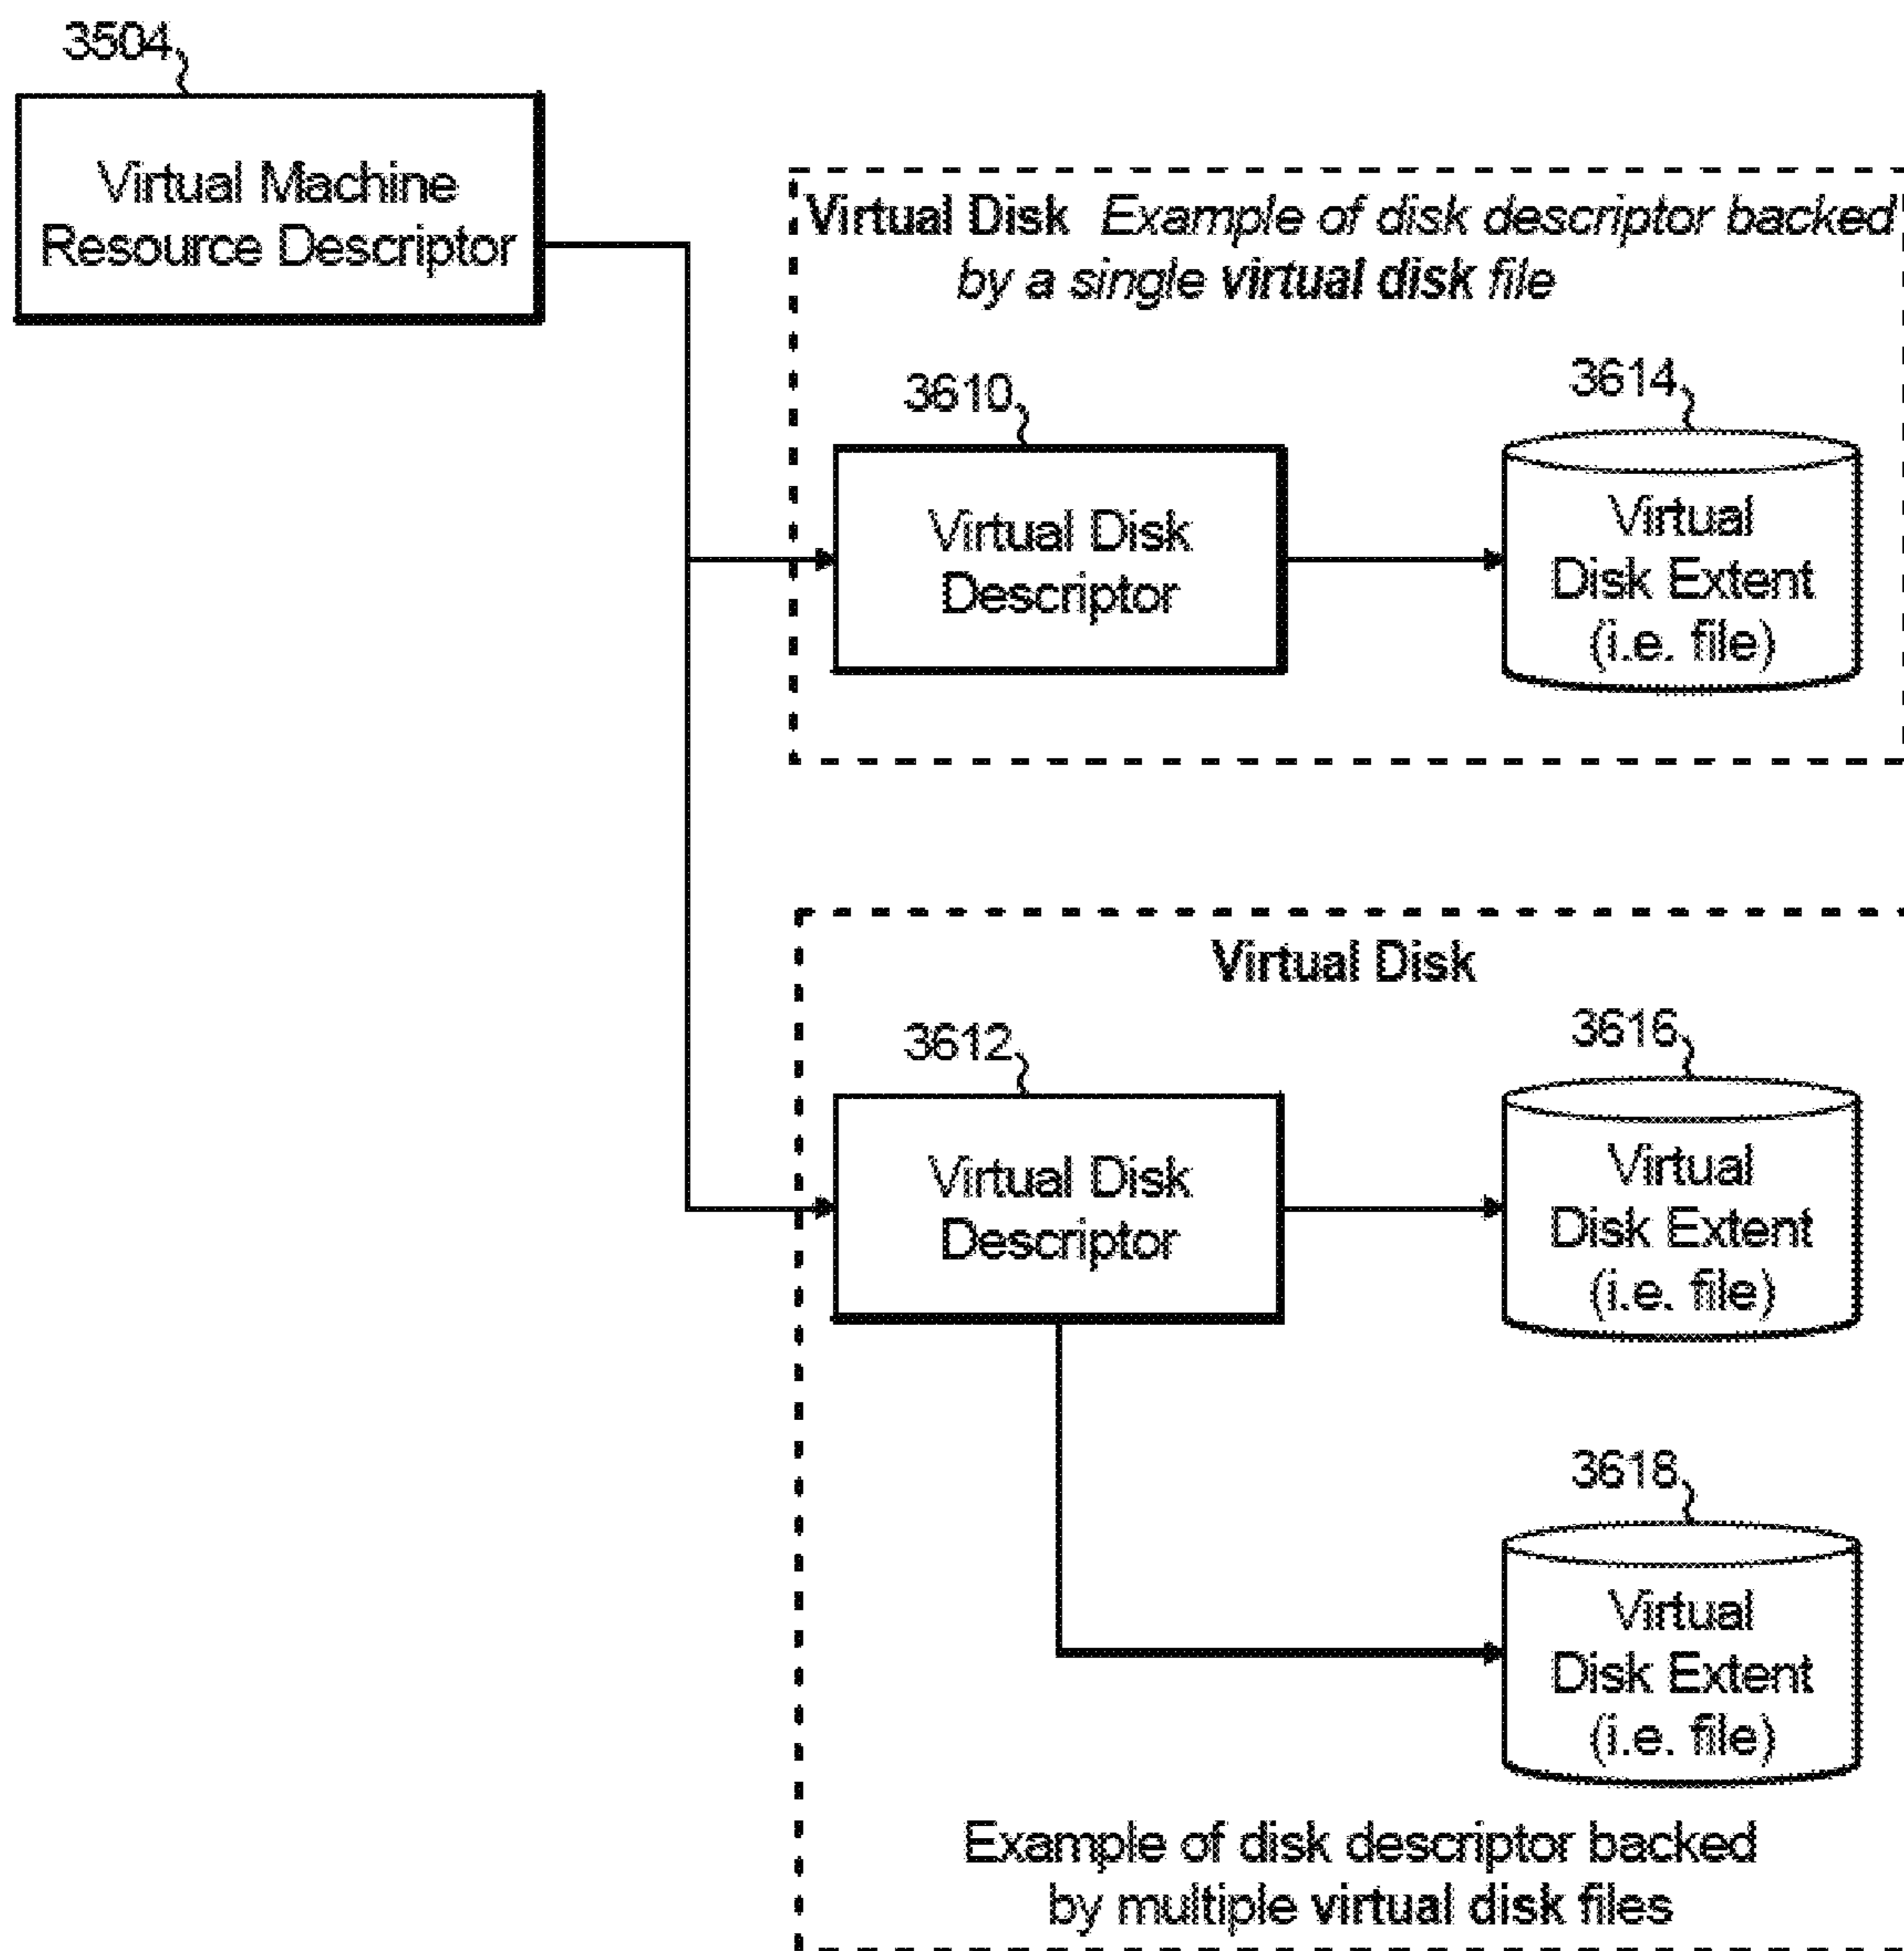 3504
Virtual Machine
Resource Descriptor
Virtual Disk Example of disk descriptor backed
by a single virtual disk file
3610
Virtual Disk
Descriptor
3614
Virtual
Disk Extent
(i.e. file)
Virtual Disk
3612
Virtual Disk
Descriptor
3616
Virtual
Disk Extent
(i.e. file)
3618
Virtual
Disk Extent
(i.e. file)
Example of disk descriptor backed
by multiple virtual disk files